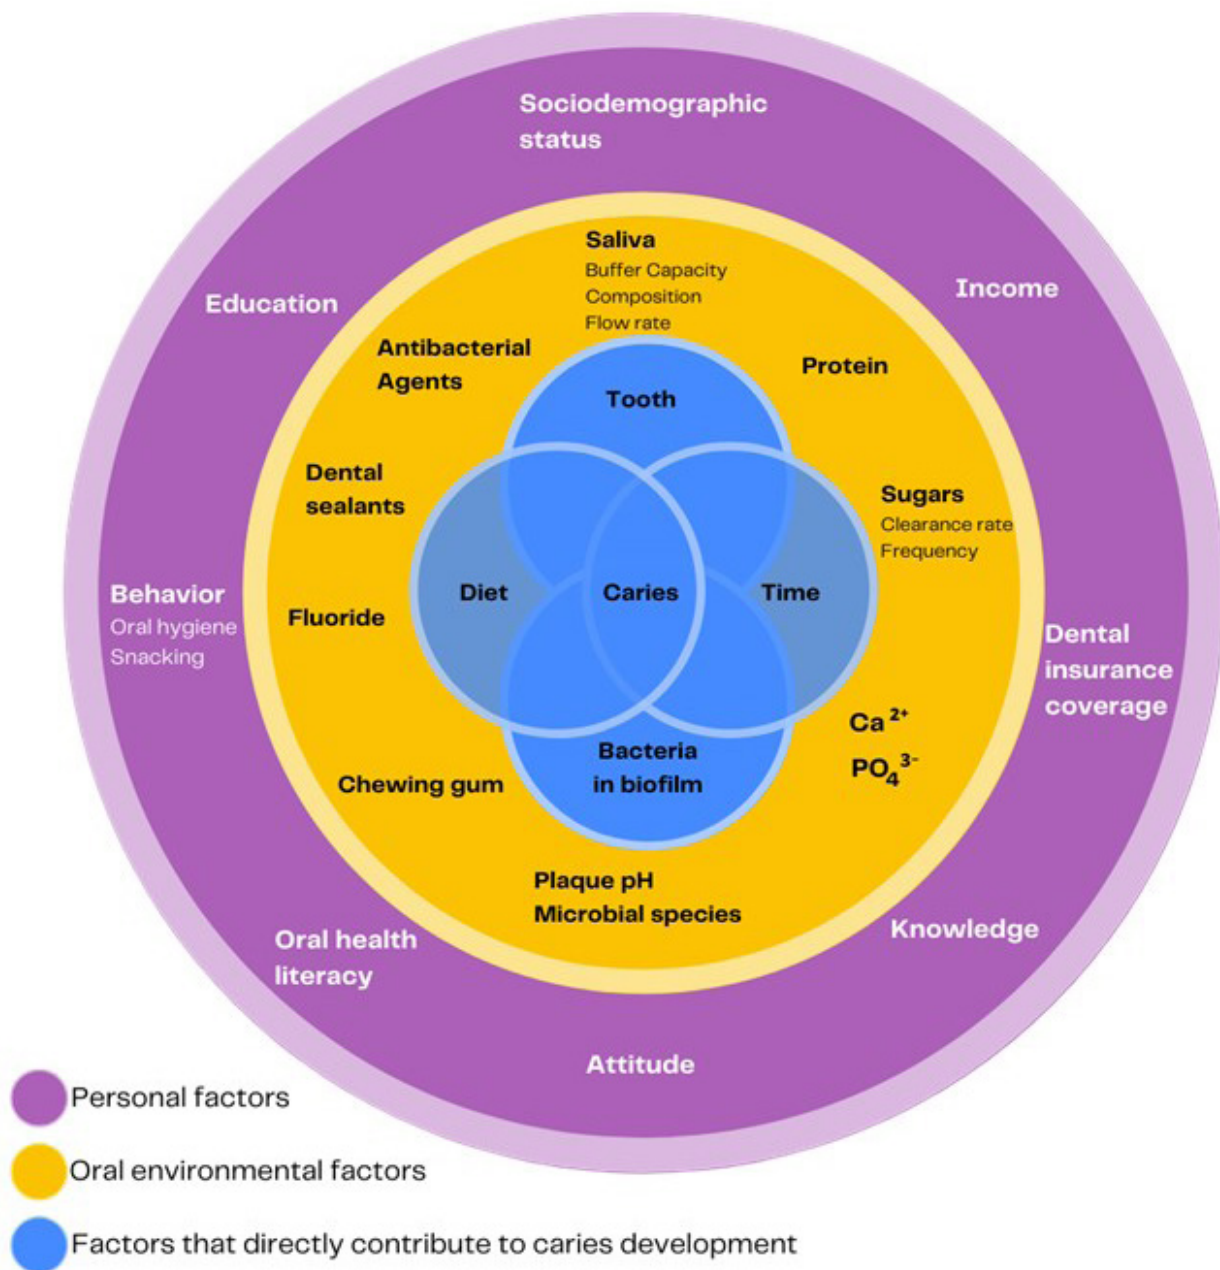 Sociodemographic
status
Education
Income
Saliva
Buffer Capacity
Composition
Flow rate
Antibacterial
Agents
Protein
Tooth
Dental
sealants
Sugars
Clearance rate
Frequency
Behavior
Oral hygiene
Snacking
Fluoride
Diet
Caries
Time
Dental
insurance
coverage
Ca²⁺
PO₄³⁻
Bacteria
in biofilm
Chewing gum
Plaque pH
Microbial species
Oral health
literacy
Knowledge
Attitude
Personal factors
Oral environmental factors
Factors that directly contribute to caries development